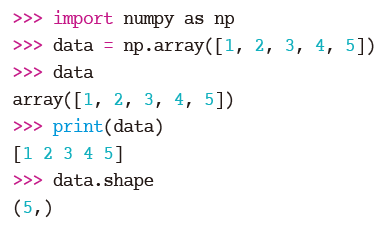 >>> import numpy as np
>>> data = np.array([1, 2, 3, 4, 5])
>>> data
array([1, 2, 3, 4, 5])
>>> print(data)
[1 2 3 4 5]
>>> data.shape
(5,)